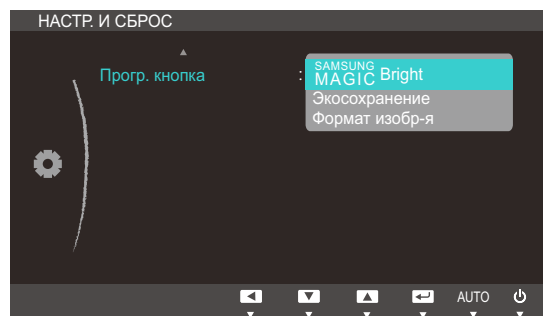 НАСТР. И СБРОС
Прогр. кнопка : SAMSUNG MAGIC Bright
Экосохранение
Формат изобр-я
AUTO